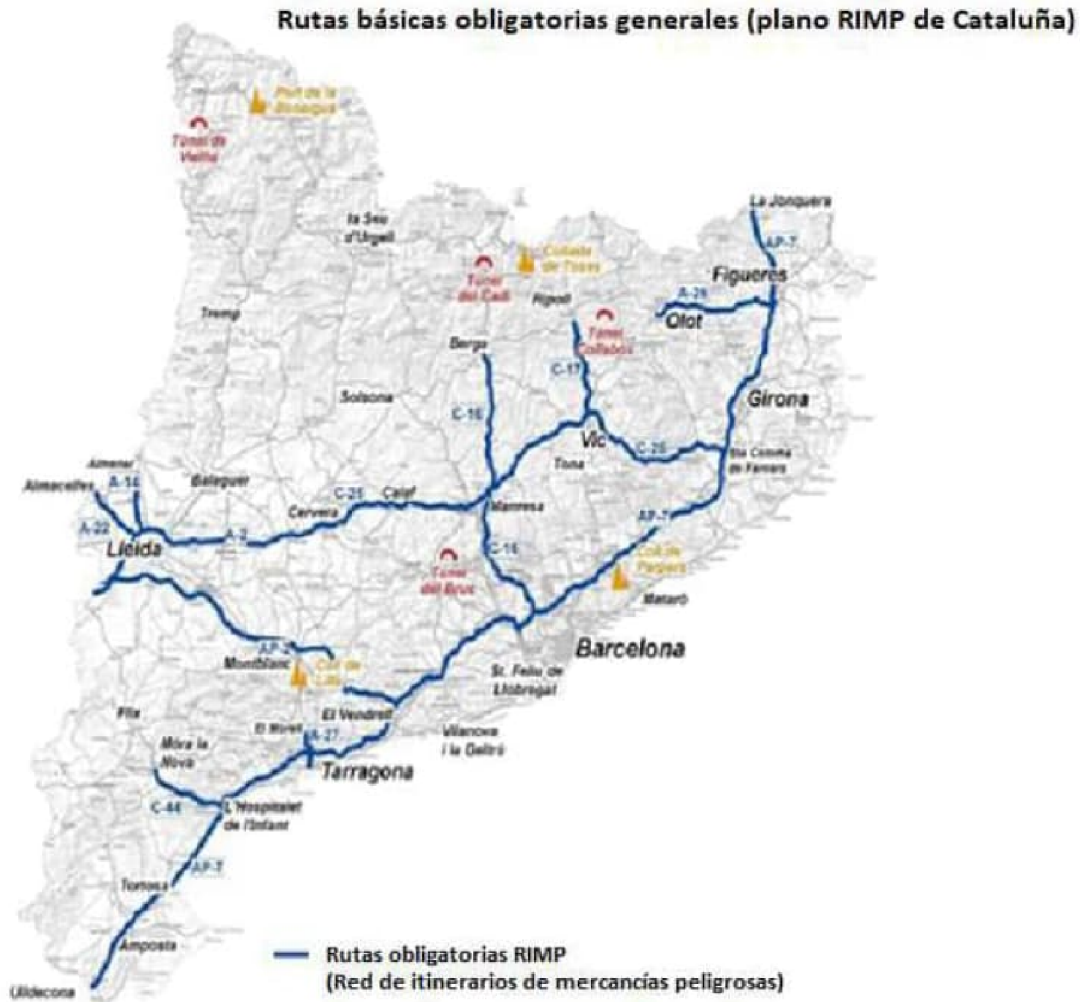 Rutas básicas obligatorias generales (plano RIMP de Cataluña)
Port de la
Bonaigua
Túnel de
Vielha
La Jonquera
la Seu
d'Urgell
AP-7
Collada
de Toses
Túnel
del Cadí
Figueres
A-26
Ripoll
Olot
Tremp
Túnel
Collabós
Berga
C-17
Solsona
Girona
C-16
Vic
C-25
Sta Coloma
de Farners
Tona
Almenar
Almacelles
A-14
Balaguer
C-25
Calaf
Cervera
Manresa
A-22
A-2
AP-7
Lleida
C-16
Túnel
del Bruc
Coll de
Parpers
Mataró
AP-2
Montblanc
Coll de
Lilla
Barcelona
St. Feliu de
Llobregat
Flix
El Vendrell
El Morell
A-27
Vilanova
i la Geltrú
Móra la
Nova
Tarragona
C-44
L'Hospitalet
de l'Infant
AP-7
Tortosa
Amposta
Ulldecona
Rutas obligatorias RIMP
(Red de itinerarios de mercancías peligrosas)